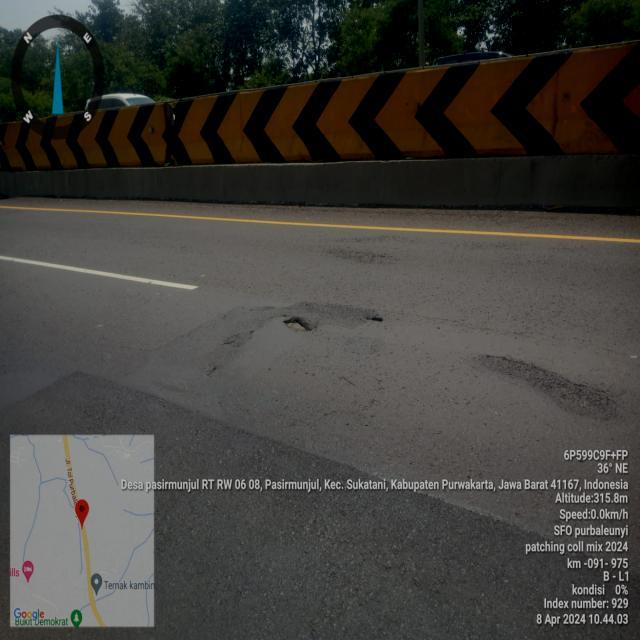 N
E
W
S
6P599C9F+FP
36° NE
Desa pasirmunjul RT RW 06 08, Pasirmunjul, Kec. Sukatani, Kabupaten Purwakarta, Jawa Barat 41167, Indonesia
Altitude:315.8m
Speed:0.0km/h
SFO purbaleunyi
patching coll mix 2024
km -091- 975
B - L1
kondisi 0%
Index number: 929
8 Apr 2024 10.44.03
ills
Ternak kambin
Google
Bukit Demokrat